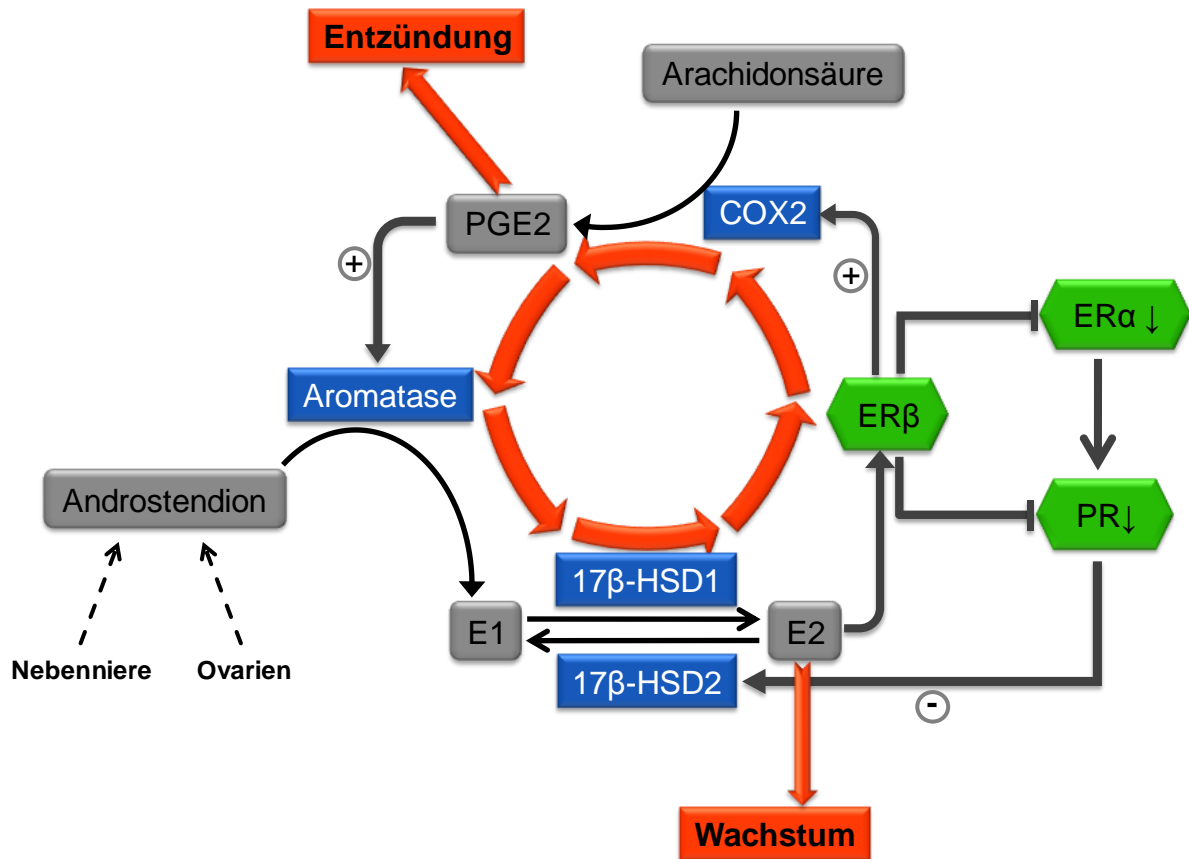 Entzündung
Arachidonsäure
PGE2
COX2
+
+
ERα ↓
Aromatase
ERβ
Androstendion
PR↓
17β-HSD1
E1
E2
Nebenniere
Ovarien
17β-HSD2
-
Wachstum